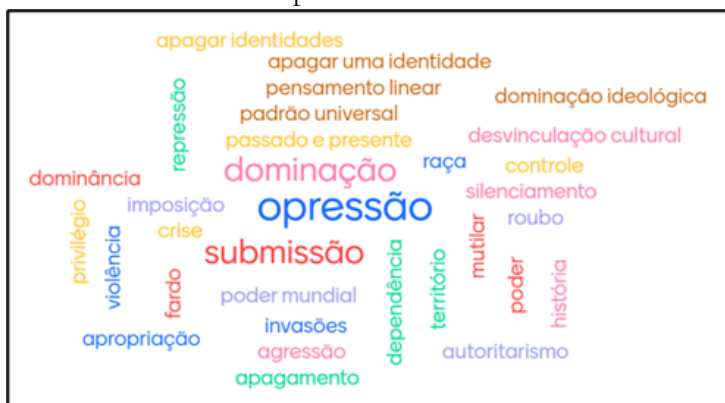 apagar identidades
apagar uma identidade
pensamento linear
dominação ideológica
padrão universal
repressão
passado e presente
desvinculação cultural
dominação
raça
controle
dominância
silenciamento
imposição
opressão
roubo
privilégio
violência
crise
submissão
mutilar
poder
história
fardo
poder mundial
dependência
território
invasões
apropriação
agressão
autoritarismo
apagamento